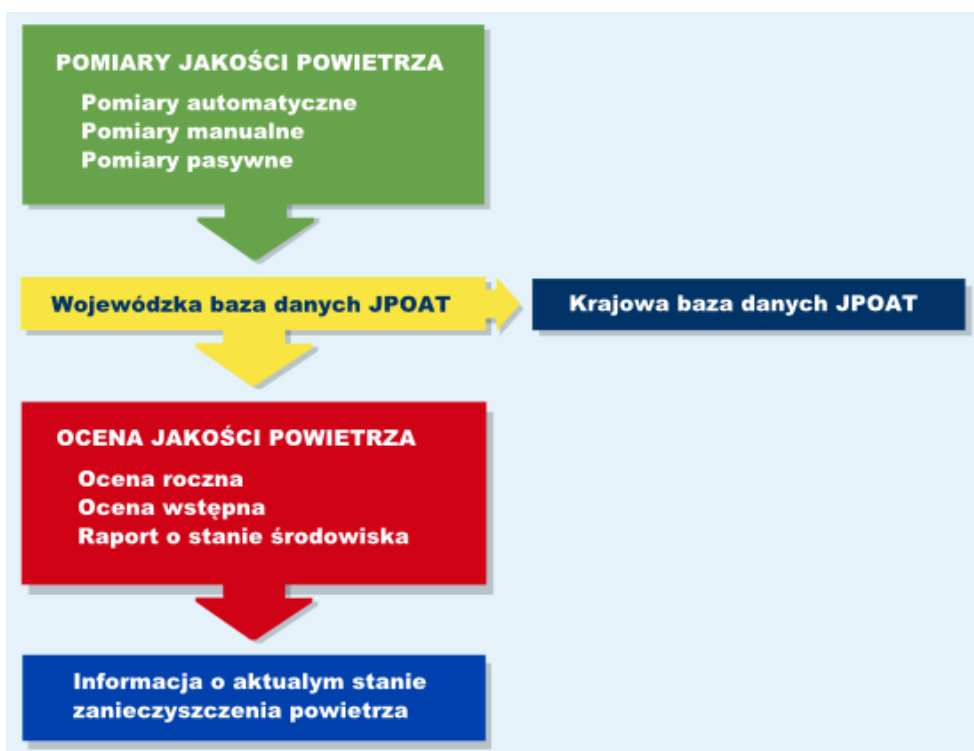 POMIARY JAKOŚCI POWIETRZA
Pomiary automatyczne
Pomiary manualne
Pomiary pasywne
Wojewódzka baza danych JPOAT
Krajowa baza danych JPOAT
OCENA JAKOŚCI POWIETRZA
Ocena roczna
Ocena wstępna
Raport o stanie środowiska
Informacja o aktualym stanie
zanieczyszczenia powietrza